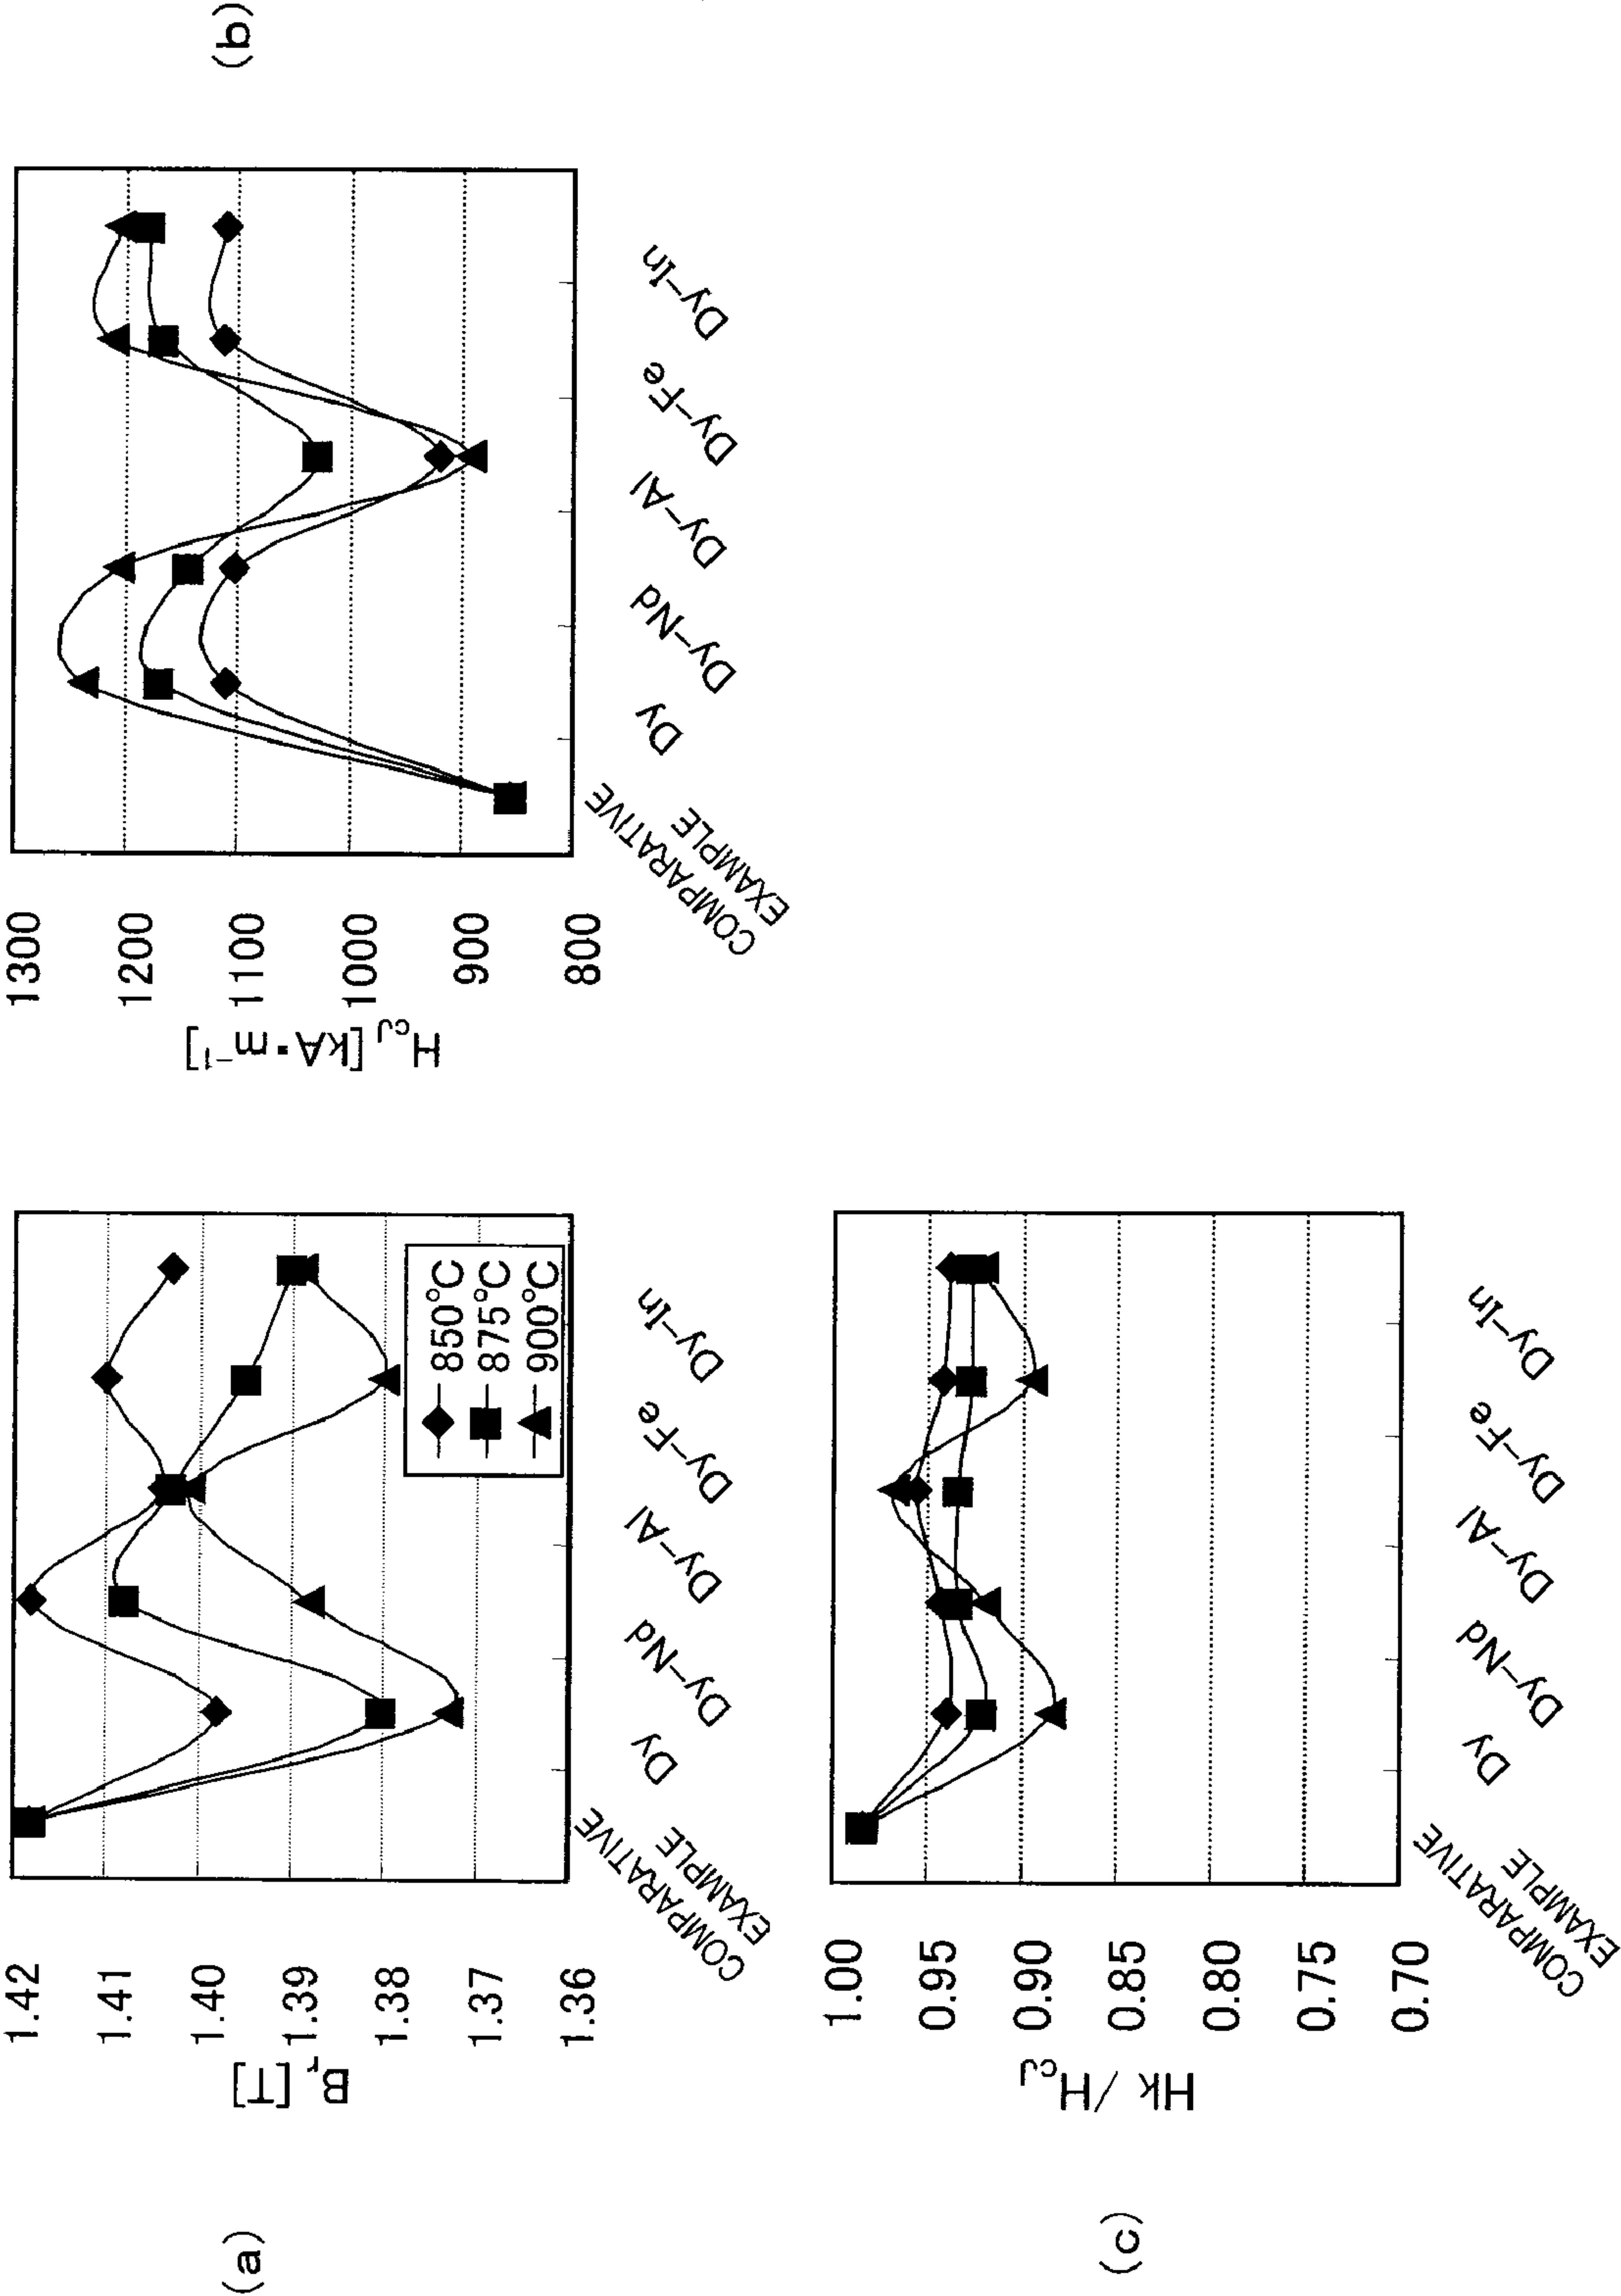 (a)
B_r [T]
1.42
1.41
1.40
1.39
1.38
1.37
1.36
850°C
875°C
900°C
COMPARATIVE
EXAMPLE
Dy
Dy-Nd
Dy-Al
Dy-Fe
Dy-In
(b)
H_cJ [kA·m⁻¹]
1300
1200
1100
1000
900
800
COMPARATIVE
EXAMPLE
Dy
Dy-Nd
Dy-Al
Dy-Fe
Dy-In
(c)
Hk/H_cJ
1.00
0.95
0.90
0.85
0.80
0.75
0.70
COMPARATIVE
EXAMPLE
Dy
Dy-Nd
Dy-Al
Dy-Fe
Dy-In